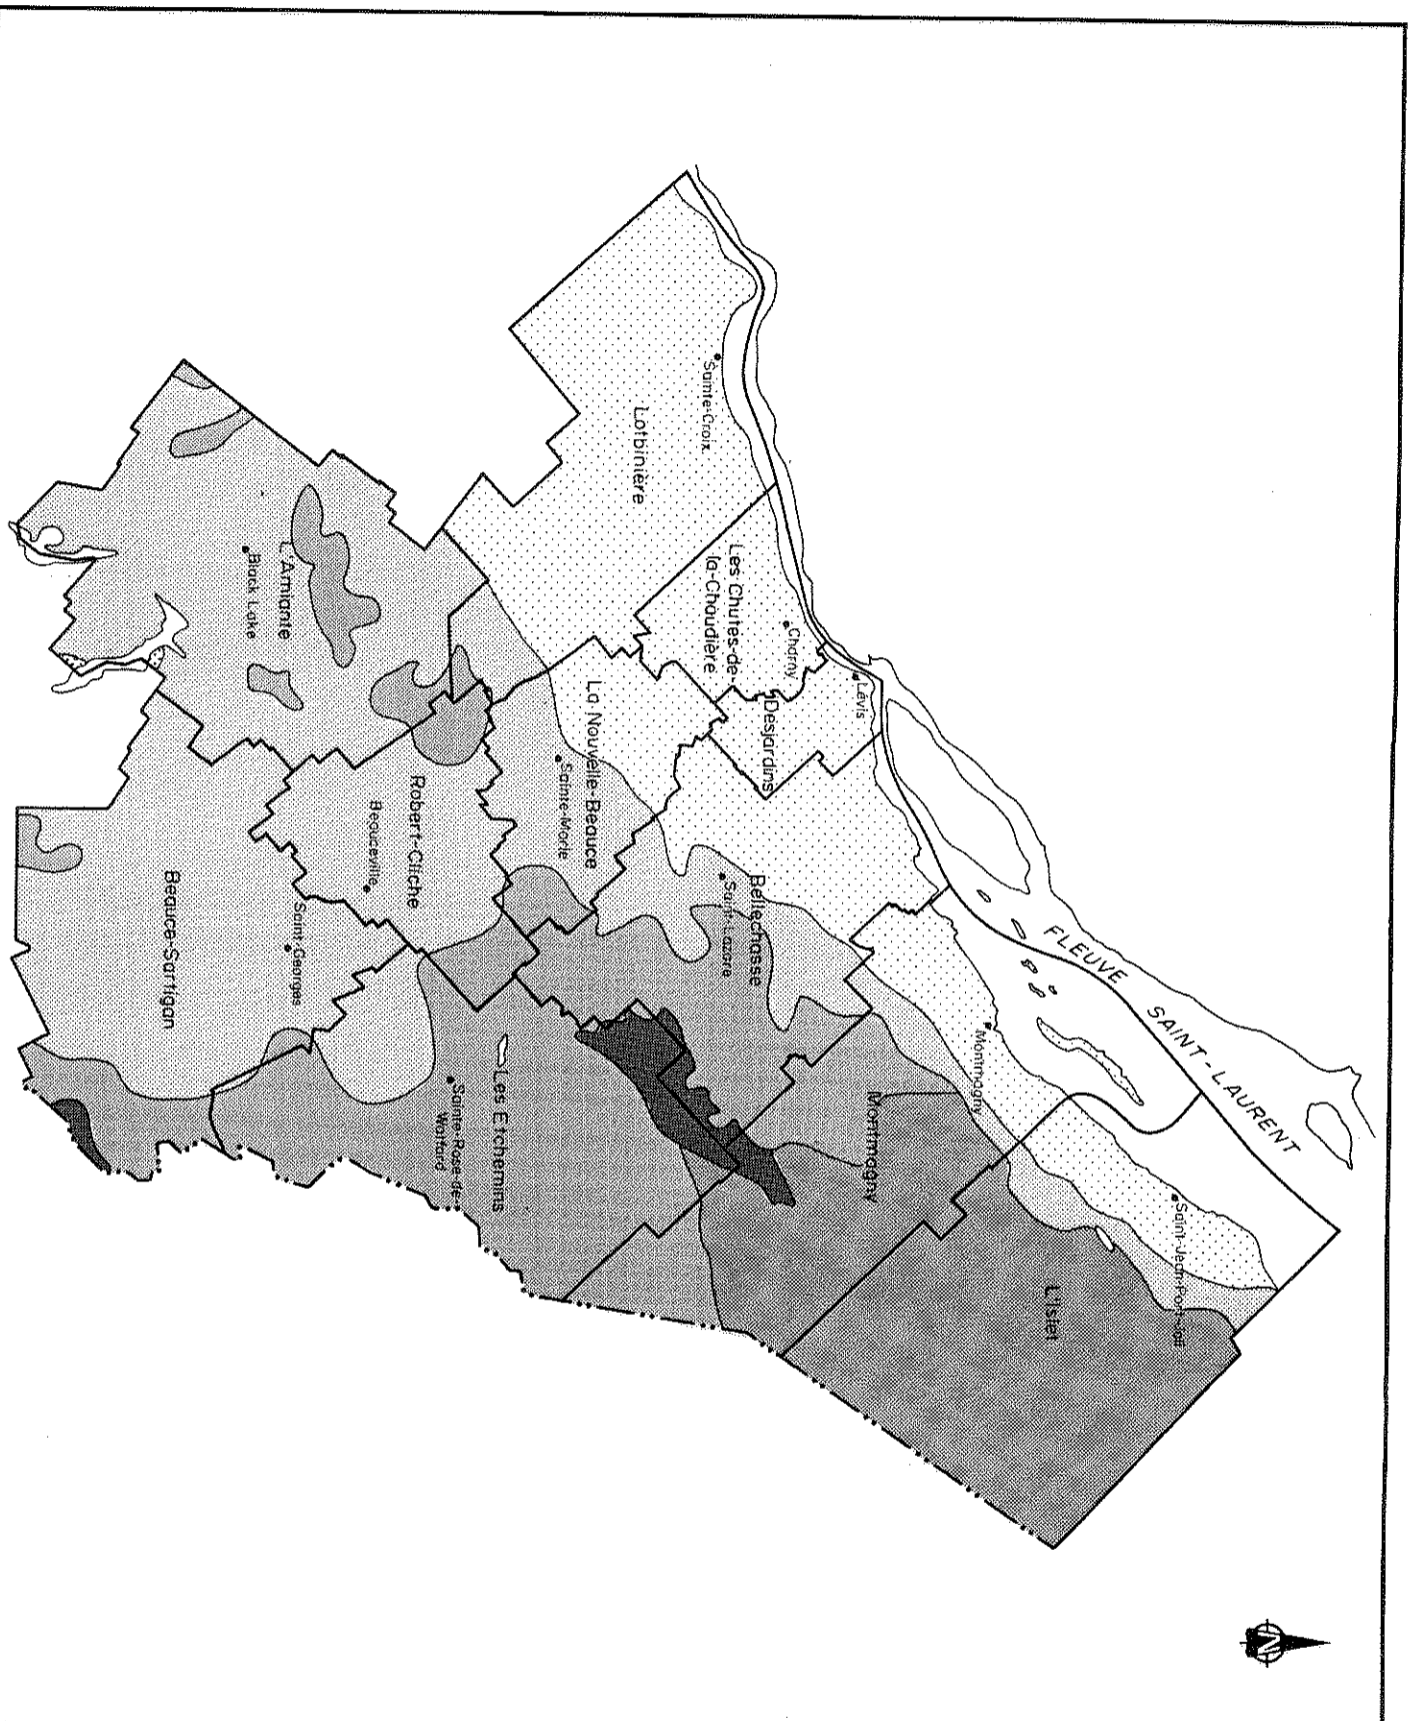 FLEUVE SAINT-LAURENT
Sainte-Croix
Lotbinière
Les Chutes-de-
la-Chaudière
Charny
Lévis
Desjardins
La Nouvelle-Beauce
Sainte-Marie
Bellechasse
Saint-Lazare
Montmagny
Montmagny
Saint-Jean-Port-Joli
L'Islet
L'Amiante
Black Lake
Robert-Cliche
Beauceville
Saint-Georges
Beauce-Sartigan
Les Etchemins
Sainte-Rose-de-
Watford
N